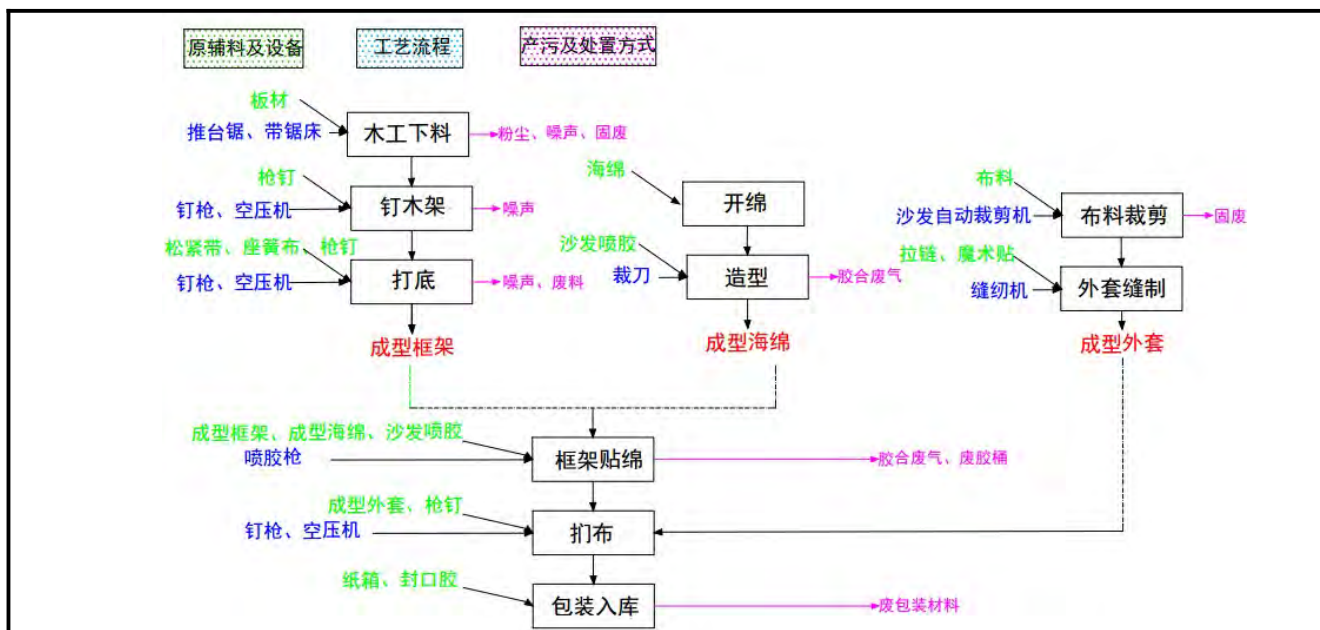 原辅料及设备
工艺流程
产污及处置方式
板材
推台锯、带锯床
木工下料
粉尘、噪声、固废
枪钉
钉枪、空压机
钉木架
噪声
松紧带、座簧布、枪钉
钉枪、空压机
打底
噪声、废料
成型框架
海绵
开绵
沙发喷胶
裁刀
造型
胶合废气
成型海绵
布料
沙发自动裁剪机
布料裁剪
固废
拉链、魔术贴
缝纫机
外套缝制
成型外套
成型框架、成型海绵、沙发喷胶
喷胶枪
框架贴绵
胶合废气、废胶桶
成型外套、枪钉
钉枪、空压机
扪布
纸箱、封口胶
包装入库
废包装材料